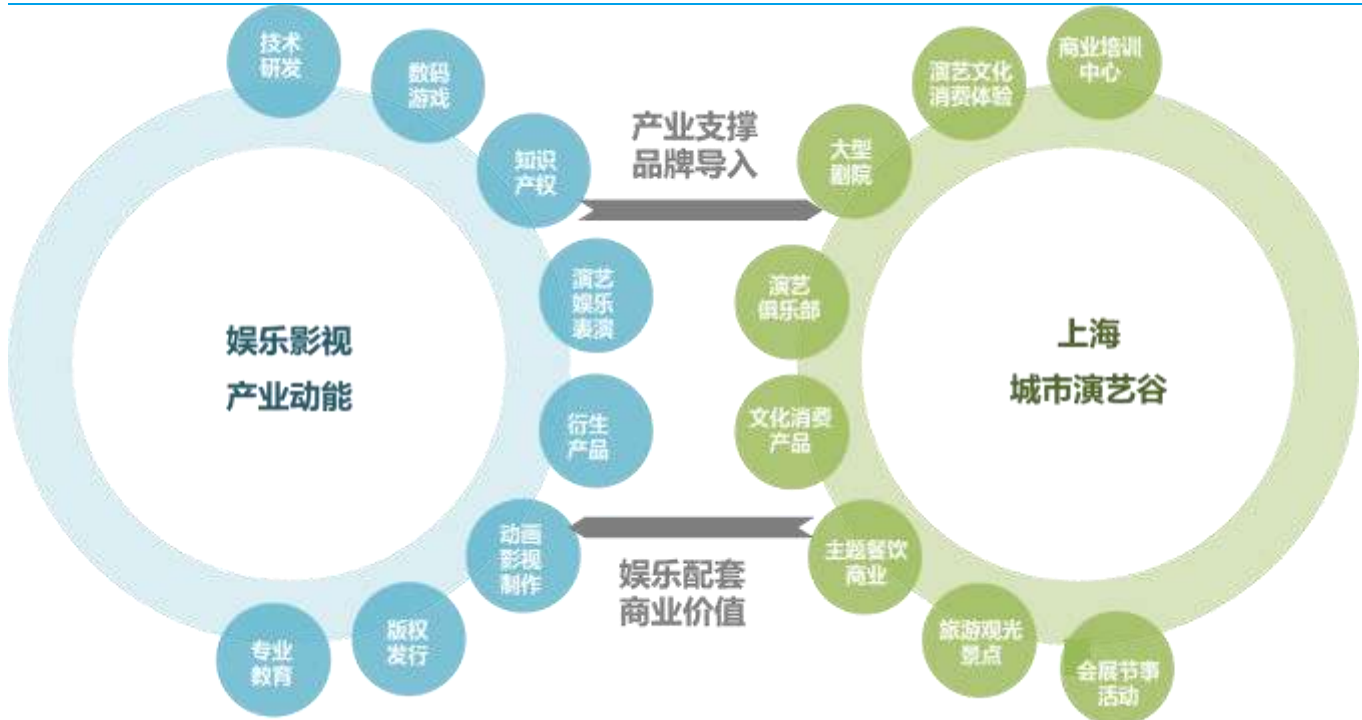 技术
研发
数码
游戏
知识
产权
演艺
娱乐
表演
衍生
产品
动画
影视
制作
版权
发行
专业
教育
娱乐影视
产业动能
产业支撑
品牌导入
娱乐配套
商业价值
商业培训
中心
演艺文化
消费体验
大型
剧院
演艺
俱乐部
文化消费
产品
主题餐饮
商业
旅游观光
景点
会展节事
活动
上海
城市演艺谷